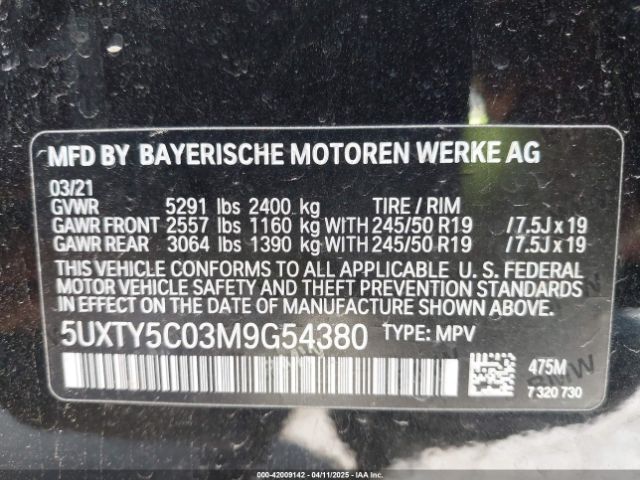 MFD BY BAYERISCHE MOTOREN WERKE AG
03/21
GVWR 5291 lbs 2400 kg TIRE / RIM
GAWR FRONT 2557 lbs 1160 kg WITH 245/50 R19 /7.5J x 19
GAWR REAR 3064 lbs 1390 kg WITH 245/50 R19 /7.5J x 19
THIS VEHICLE CONFORMS TO ALL APPLICABLE U. S. FEDERAL
MOTOR VEHICLE SAFETY AND THEFT PREVENTION STANDARDS
IN EFFECT ON THE DATE OF MANUFACTURE SHOWN ABOVE.
5UXTY5C03M9G54380 TYPE: MPV
475M
7 320 730
000-42009142 | 04/11/2025 | IAA Inc.